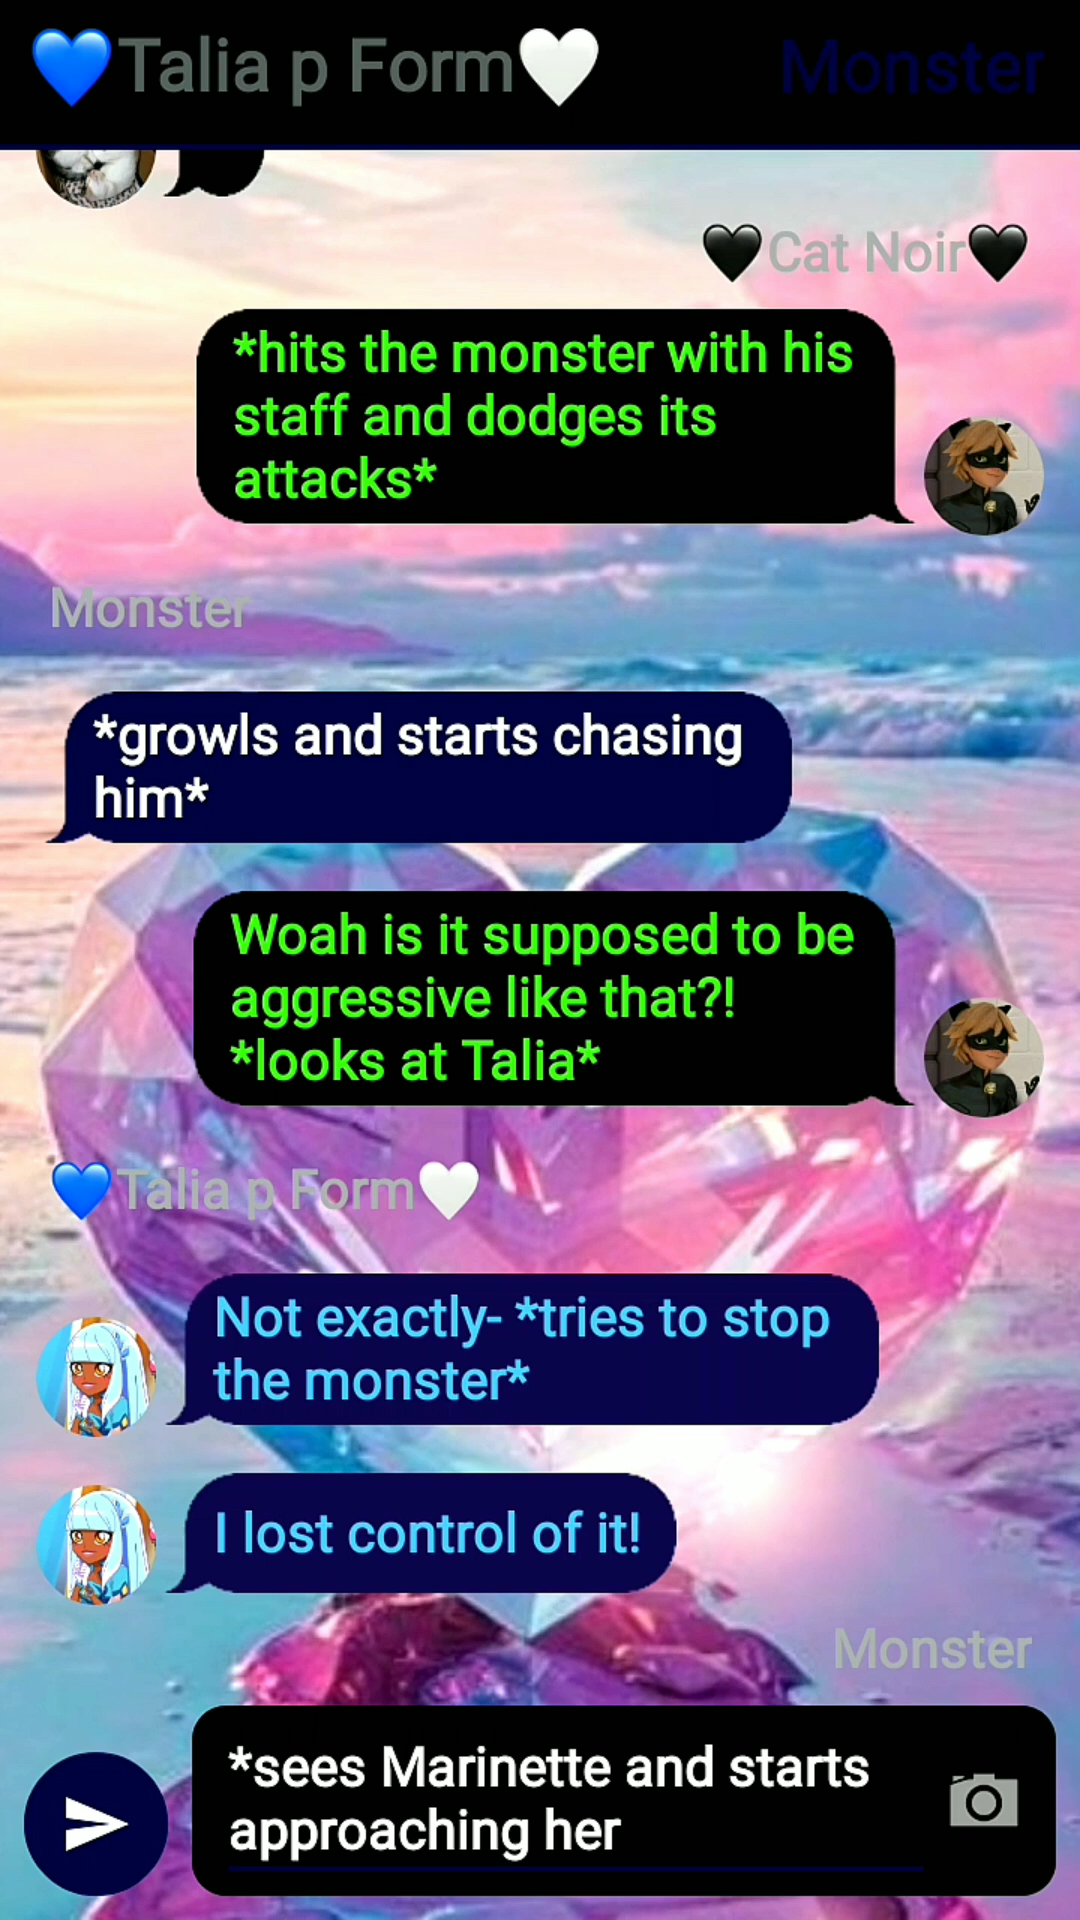 💙Talia p Form🤍 Monster
🖤Cat Noir🖤
*hits the monster with his
staff and dodges its
attacks*
Monster
*growls and starts chasing
him*
Woah is it supposed to be
aggressive like that?!
*looks at Talia*
💙Talia p Form🤍
Not exactly- *tries to stop
the monster*
I lost control of it!
Monster
*sees Marinette and starts
approaching her